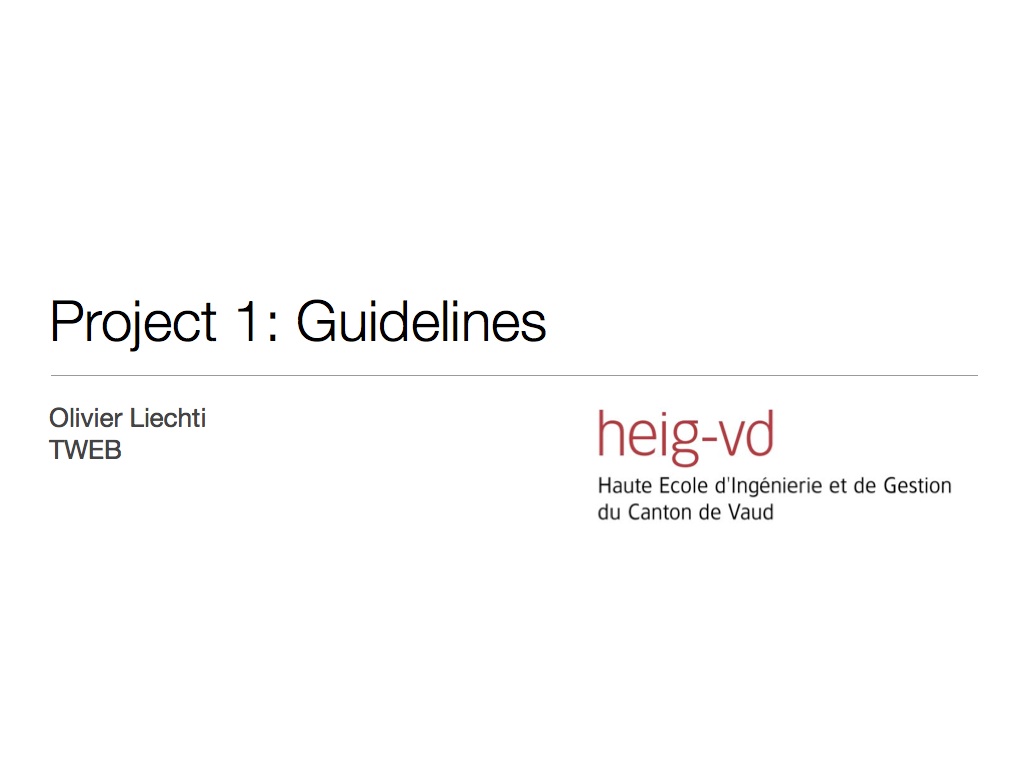 Project 1: Guidelines
Olivier Liechti
TWEB
heig-vd
Haute Ecole d'Ingénierie et de Gestion
du Canton de Vaud